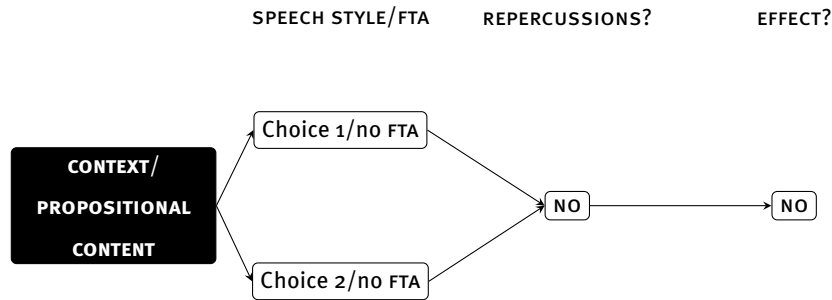 SPEECH STYLE/FTA REPERCUSSIONS? EFFECT?
Choice 1/no FTA
CONTEXT/
PROPOSITIONAL
CONTENT
NO
NO
Choice 2/no FTA